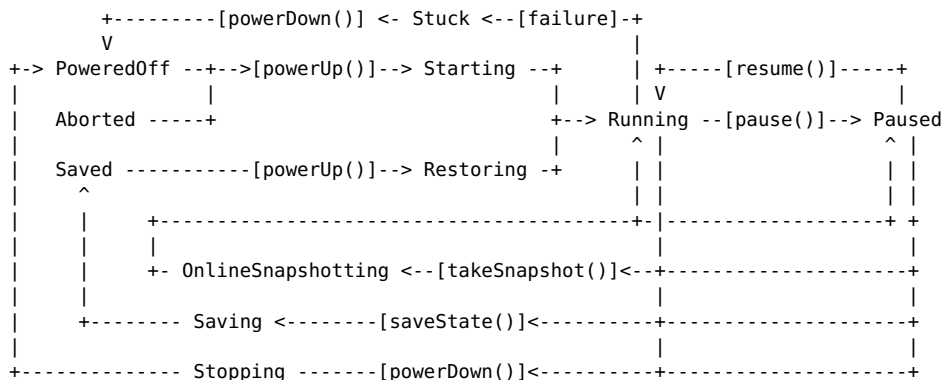 +---------[powerDown()] <- Stuck <--[failure]-+
V |
+-> PoweredOff --+-->[powerUp()]--> Starting --+ | +-----[resume()]-----+
| | | | V |
| Aborted -----+ +--> Running --[pause()]--> Paused
| | ^ | ^ |
| Saved -----------[powerUp()]--> Restoring -+ | | | |
| ^ | | | |
| | +-----------------------------------------+-|-------------------+ +
| | | | |
| | +- OnlineSnapshotting <--[takeSnapshot()]<--+---------------------+
| | | |
| +-------- Saving <--------[saveState()]<----------+---------------------+
| | |
+-------------- Stopping -------[powerDown()]<----------+---------------------+